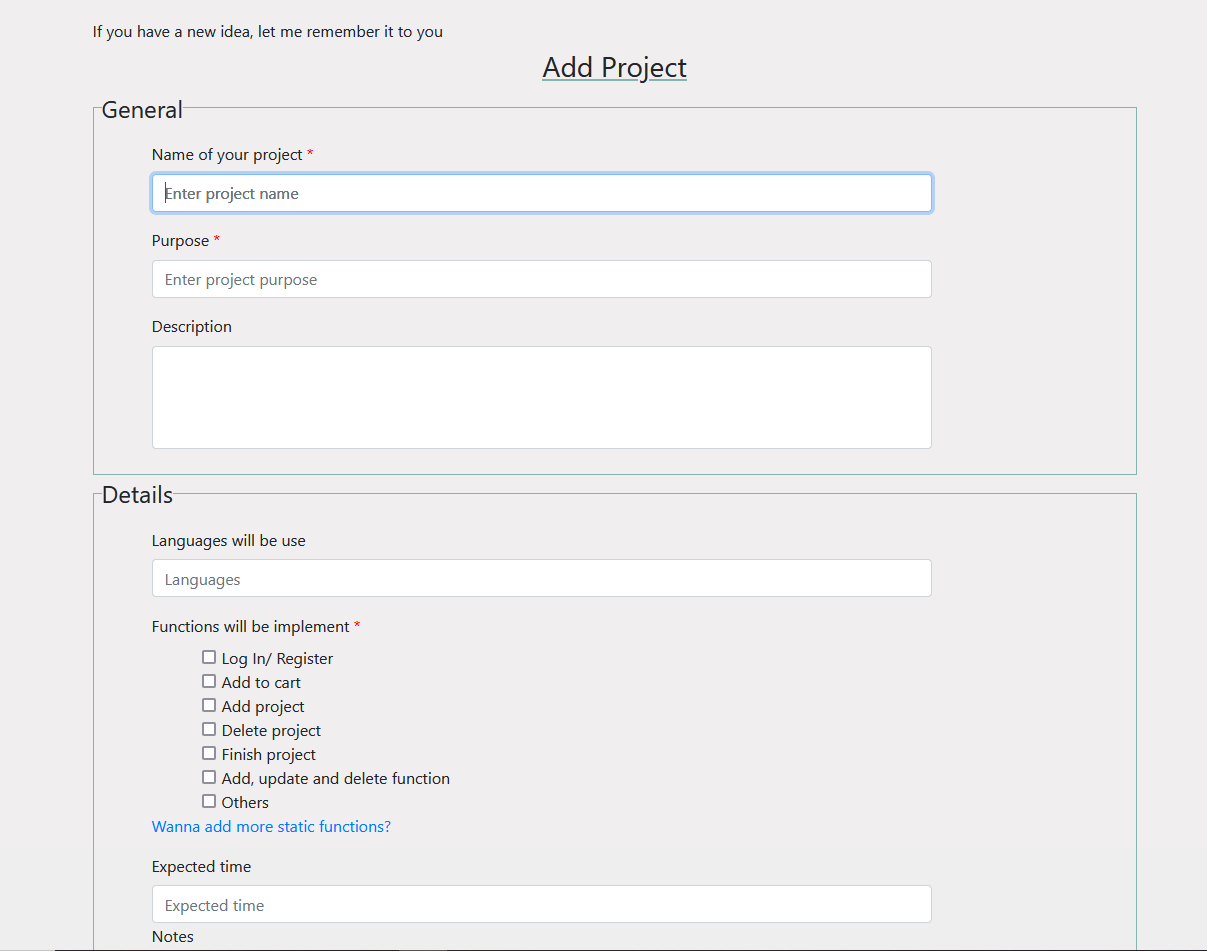 If you have a new idea, let me remember it to you
Add Project
General
Name of your project *
Enter project name
Purpose *
Enter project purpose
Description
Details
Languages will be use
Languages
Functions will be implement *
Log In/ Register
Add to cart
Add project
Delete project
Finish project
Add, update and delete function
Others
Wanna add more static functions?
Expected time
Expected time
Notes